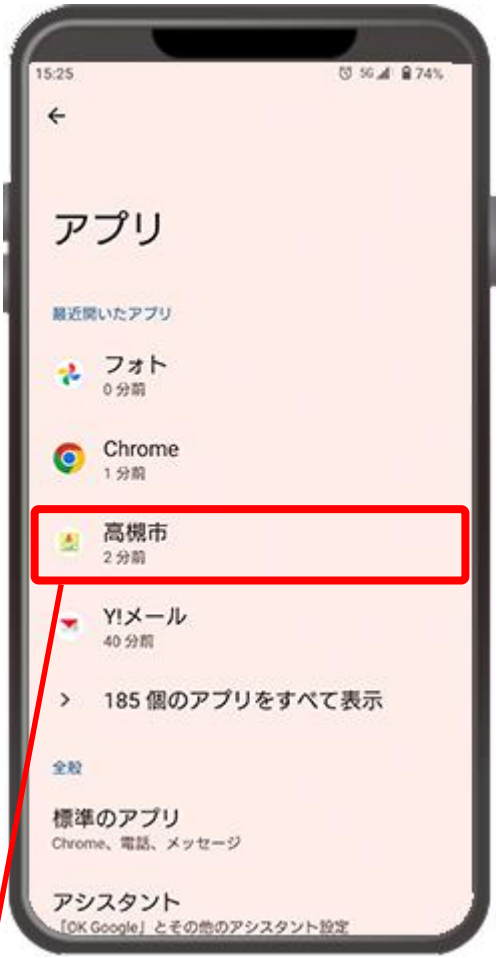 15:25 5G 74%
アプリ
最近開いたアプリ
フォト
0 分前
Chrome
1 分前
高槻市
2 分前
Y!メール
40 分前
185 個のアプリをすべて表示
全般
標準のアプリ
Chrome、電話、メッセージ
アシスタント
「OK Google」とその他のアシスタント設定